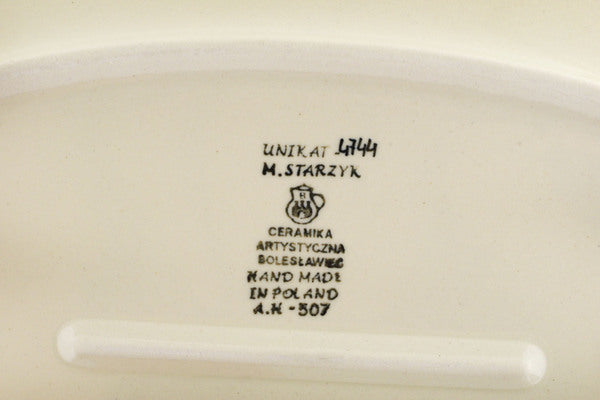 UNIKAT 4744
M. STARZYK
B
CERAMIKA
ARTYSTYCZNA
BOLESŁAWIEC
HAND MADE
IN POLAND
A.H - 507